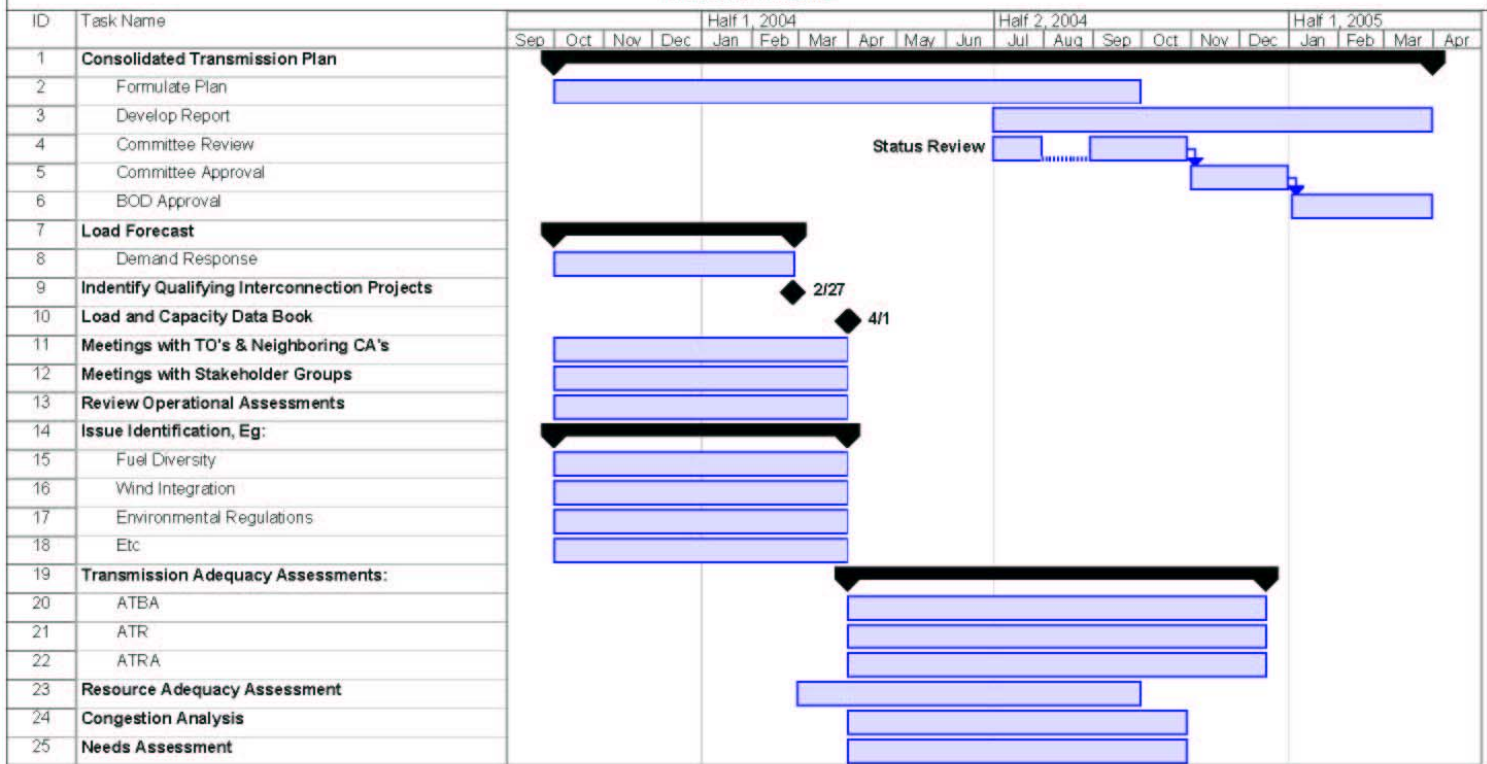 ID Task Name Half 1, 2004 Half 2, 2004 Half 1, 2005
Sep Oct Nov Dec Jan Feb Mar Apr May Jun Jul Aug Sep Oct Nov Dec Jan Feb Mar Apr
1 Consolidated Transmission Plan
2 Formulate Plan
3 Develop Report
4 Committee Review Status Review
5 Committee Approval
6 BOD Approval
7 Load Forecast
8 Demand Response
9 Indentify Qualifying Interconnection Projects 2/27
10 Load and Capacity Data Book 4/1
11 Meetings with TO's & Neighboring CA's
12 Meetings with Stakeholder Groups
13 Review Operational Assessments
14 Issue Identification, Eg:
15 Fuel Diversity
16 Wind Integration
17 Environmental Regulations
18 Etc
19 Transmission Adequacy Assessments:
20 ATBA
21 ATR
22 ATRA
23 Resource Adequacy Assessment
24 Congestion Analysis
25 Needs Assessment